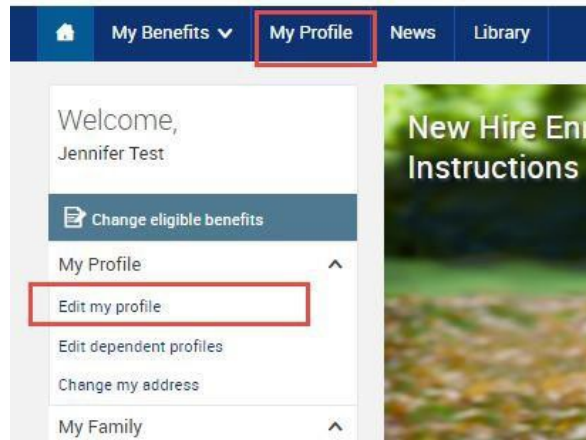 My Benefits My Profile News Library
Welcome,
Jennifer Test
New Hire
Instructions
Change eligible benefits
My Profile
Edit my profile
Edit dependent profiles
Change my address
My Family